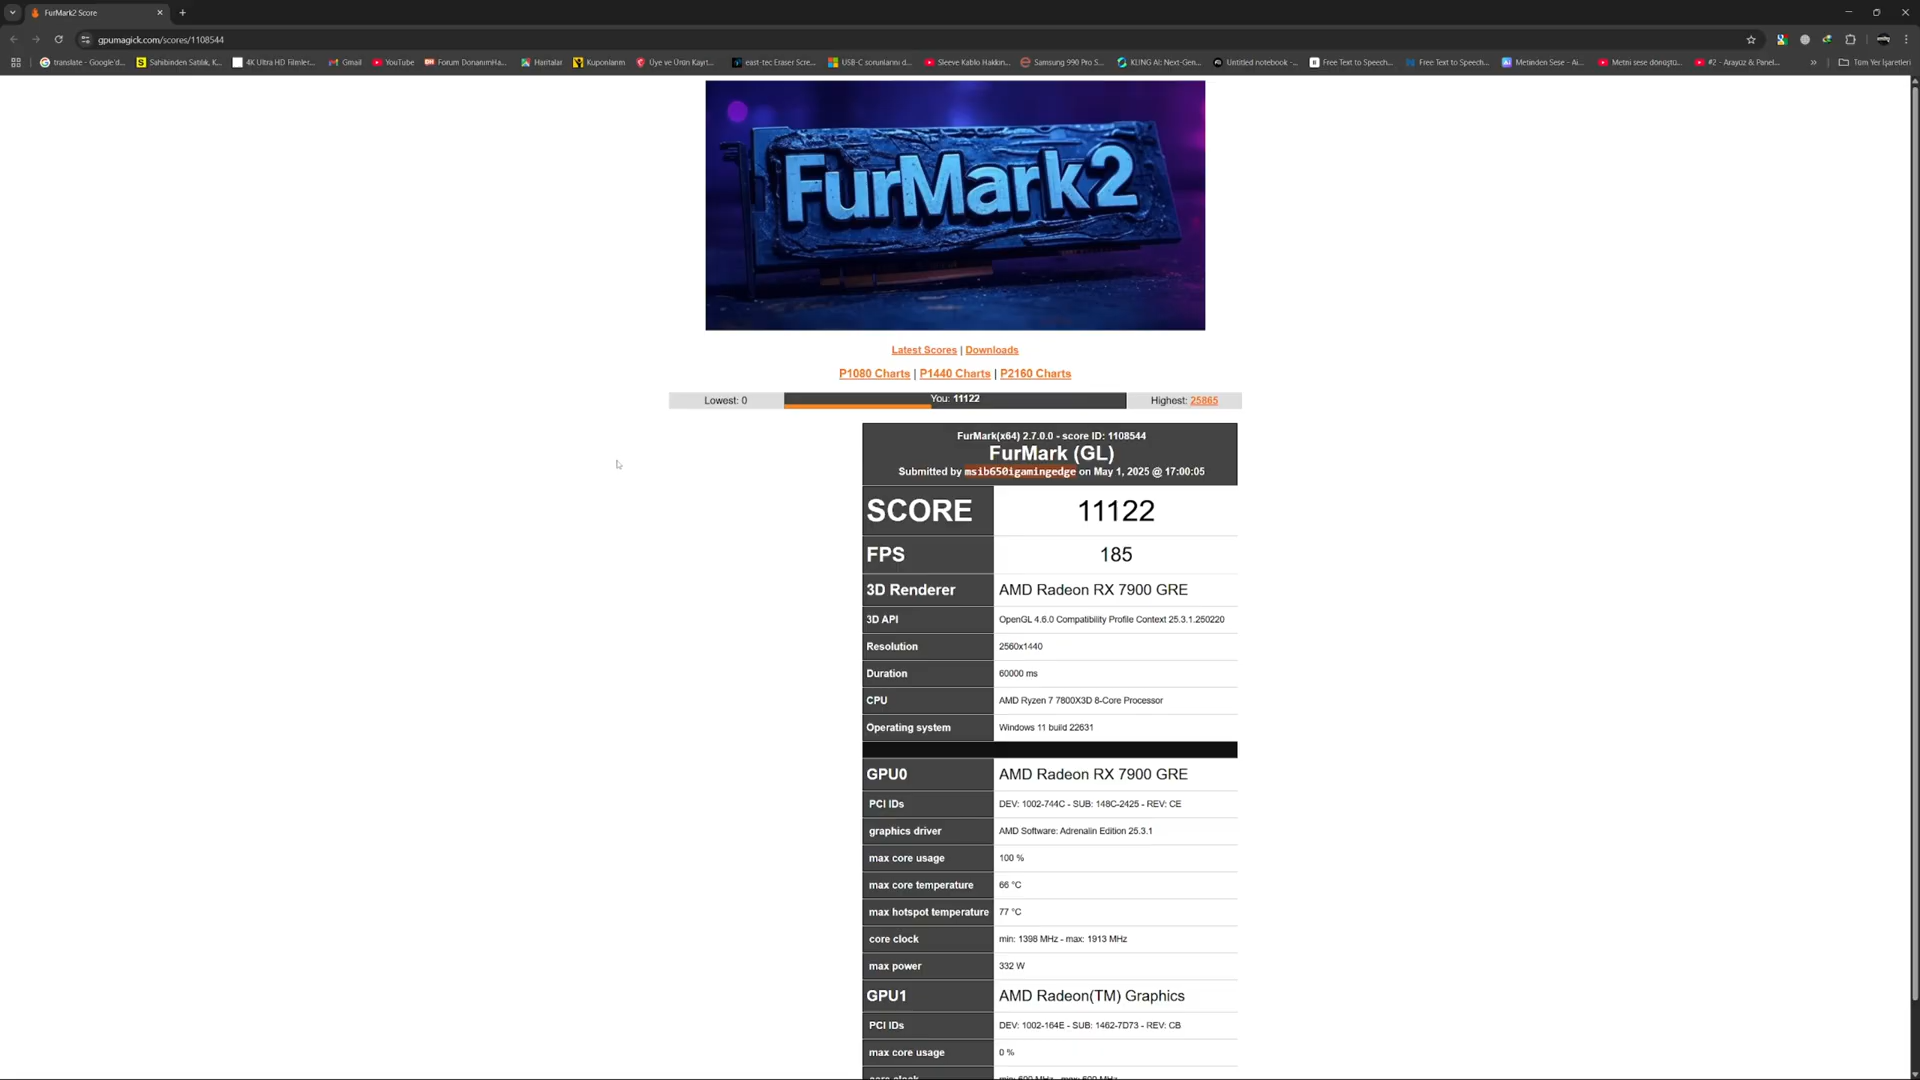 FurMark2 Score
gpumagick.com/scores/1108544
translate - Google'd...
Sahibinden Satılık, K...
4K Ultra HD Filmler...
Gmail
YouTube
Forum DonanımHa...
Haritalar
Kuponlarım
Üye ve Ürün Kayıt...
east-tec Eraser Scre...
USB-C sorunlarını d...
Sleeve Kablo Hakkın...
Samsung 990 Pro S...
KLING AI: Next-Gen...
Untitled notebook -...
Free Text to Speech...
Free Text to Speech...
Metinden Sese - Ai...
Metni sese dönüştü...
#2 - Arayüz & Panel...
Tüm Yer İşaretleri
FurMark2
Latest Scores | Downloads
P1080 Charts | P1440 Charts | P2160 Charts
Lowest: 0 You: 11122 Highest: 25865
FurMark(x64) 2.7.0.0 - score ID: 1108544
FurMark (GL)
Submitted by msib650igamingedge on May 1, 2025 @ 17:00:05
SCORE 11122
FPS 185
3D Renderer AMD Radeon RX 7900 GRE
3D API OpenGL 4.6.0 Compatibility Profile Context 25.3.1.250220
Resolution 2560x1440
Duration 60000 ms
CPU AMD Ryzen 7 7800X3D 8-Core Processor
Operating system Windows 11 build 22631
GPU0 AMD Radeon RX 7900 GRE
PCI IDs DEV: 1002-744C - SUB: 148C-2425 - REV: CE
graphics driver AMD Software: Adrenalin Edition 25.3.1
max core usage 100 %
max core temperature 66 °C
max hotspot temperature 77 °C
core clock min: 1398 MHz - max: 1913 MHz
max power 332 W
GPU1 AMD Radeon(TM) Graphics
PCI IDs DEV: 1002-164E - SUB: 1462-7D73 - REV: CB
max core usage 0 %